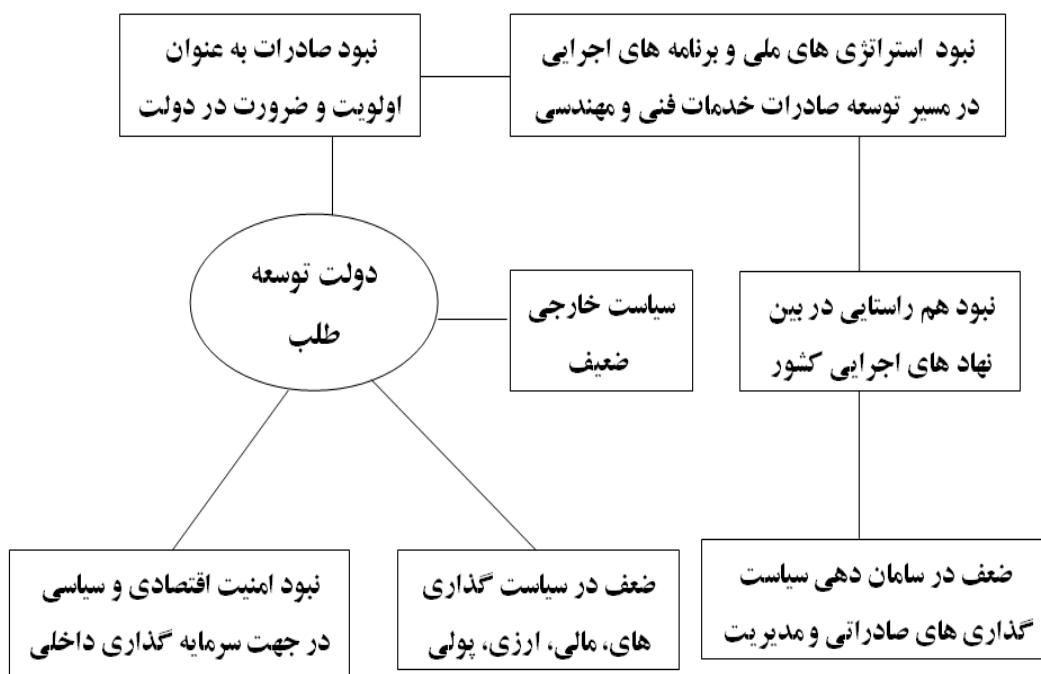 نبود استراتژی های ملی و برنامه های اجرایی
در مسیر توسعه صادرات خدمات فنی و مهندسی
نبود صادرات به عنوان
اولویت و ضرورت در دولت
دولت توسعه
طلب
سیاست خارجی
ضعیف
نبود هم راستایی در بین
نهاد های اجرایی کشور
ضعف در سامان دهی سیاست
گذاری های صادراتی و مدیریت
ضعف در سیاست گذاری
های، مالی، ارزی، پولی
نبود امنیت اقتصادی و سیاسی
در جهت سرمایه گذاری داخلی